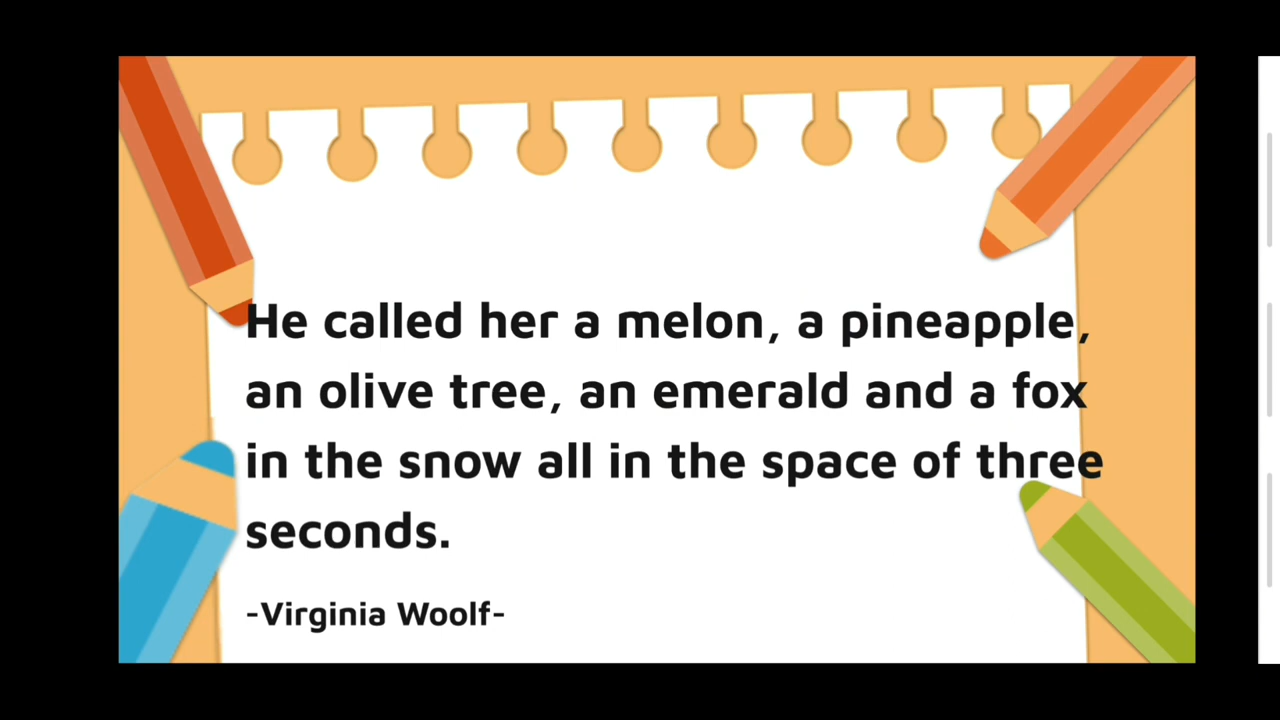 He called her a melon, a pineapple,
an olive tree, an emerald and a fox
in the snow all in the space of three
seconds.
-Virginia Woolf-